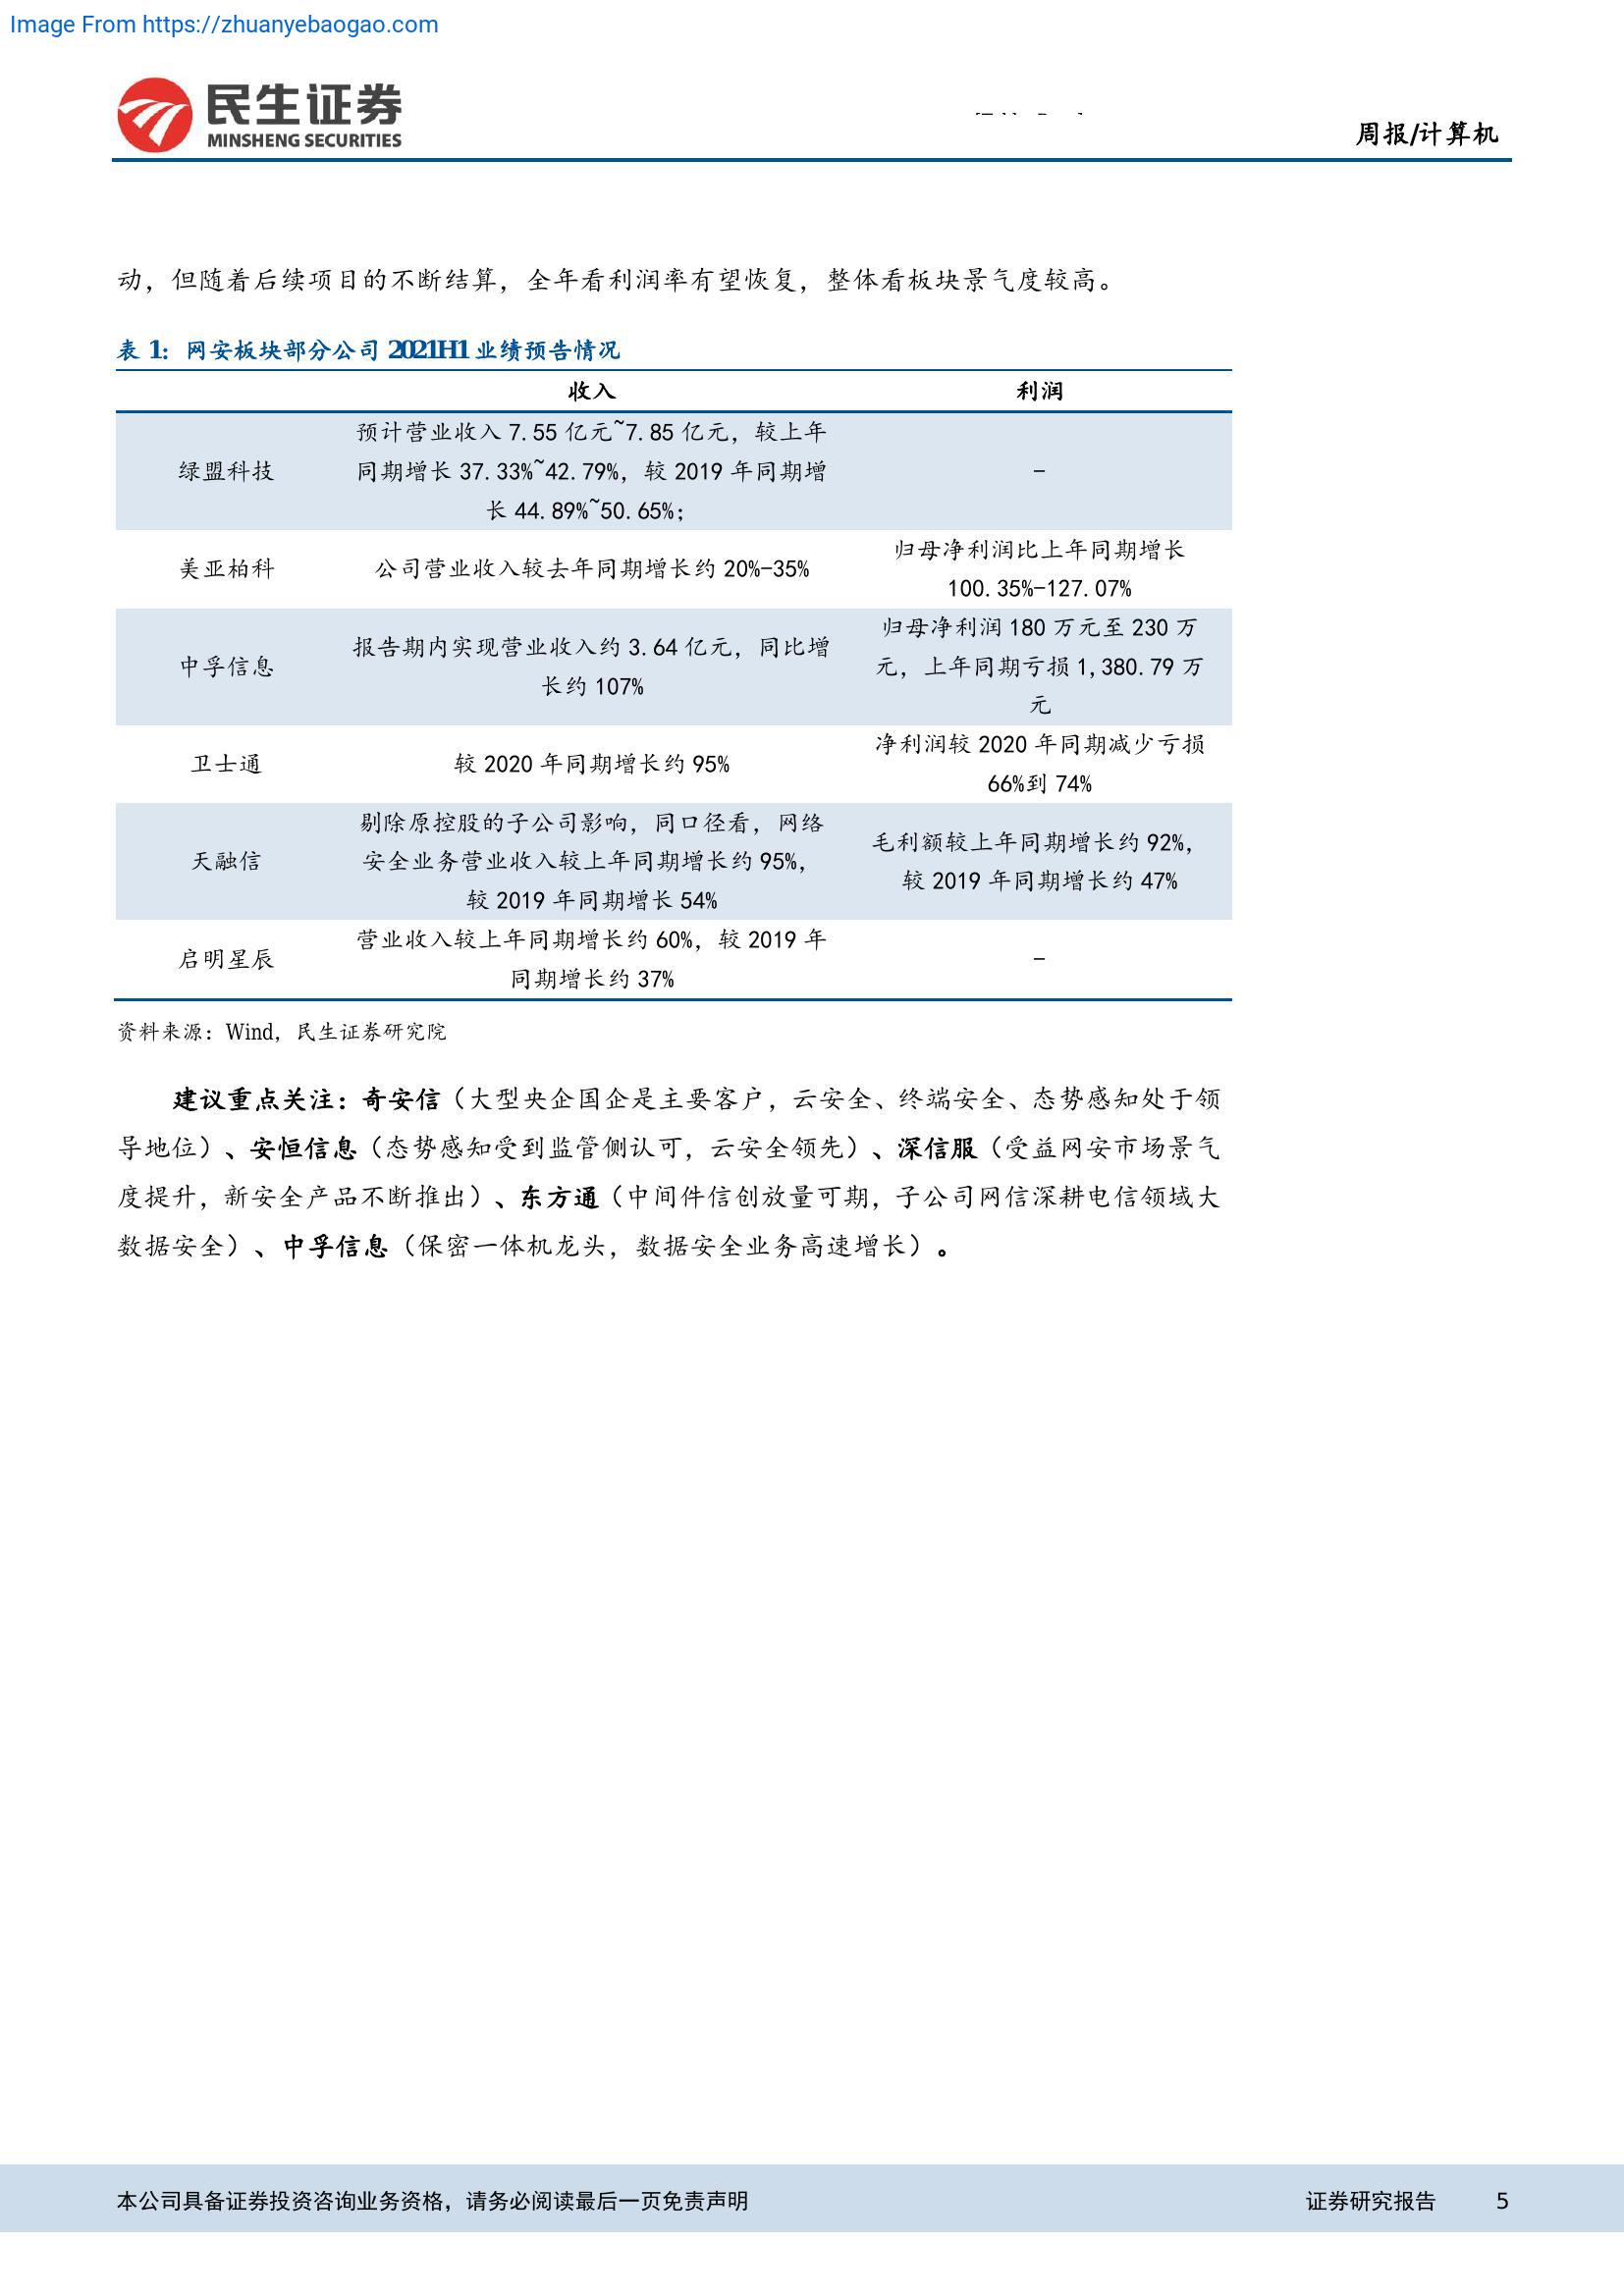 Image From https://zhuanyebaogao.com
民生证券
MINSHENG SECURITIES
周报/计算机
动，但随着后续项目的不断结算，全年看利润率有望恢复，整体看板块景气度较高。
表 1：网安板块部分公司 2021H1 业绩预告情况
收入 利润
绿盟科技
预计营业收入 7.55 亿元~7.85 亿元，较上年
同期增长 37.33%~42.79%，较 2019 年同期增
长 44.89%~50.65%；
-
美亚柏科
公司营业收入较去年同期增长约 20%-35%
归母净利润比上年同期增长
100.35%-127.07%
中孚信息
报告期内实现营业收入约 3.64 亿元，同比增
长约 107%
归母净利润 180 万元至 230 万
元，上年同期亏损 1,380.79 万
元
卫士通
较 2020 年同期增长约 95%
净利润较 2020 年同期减少亏损
66%到 74%
天融信
剔除原控股的子公司影响，同口径看，网络
安全业务营业收入较上年同期增长约 95%，
较 2019 年同期增长 54%
毛利额较上年同期增长约 92%，
较 2019 年同期增长约 47%
启明星辰
营业收入较上年同期增长约 60%，较 2019 年
同期增长约 37%
-
资料来源：Wind，民生证券研究院
建议重点关注：奇安信（大型央企国企是主要客户，云安全、终端安全、态势感知处于领
导地位）、安恒信息（态势感知受到监管侧认可，云安全领先）、深信服（受益网安市场景气
度提升，新安全产品不断推出）、东方通（中间件信创放量可期，子公司网信深耕电信领域大
数据安全）、中孚信息（保密一体机龙头，数据安全业务高速增长）。
本公司具备证券投资咨询业务资格，请务必阅读最后一页免责声明
证券研究报告 5